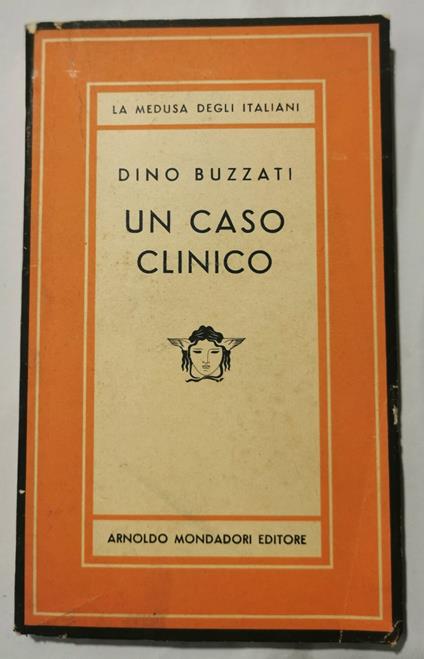 LA MEDUSA DEGLI ITALIANI
DINO BUZZATI
UN CASO
CLINICO
ARNOLDO MONDADORI EDITORE